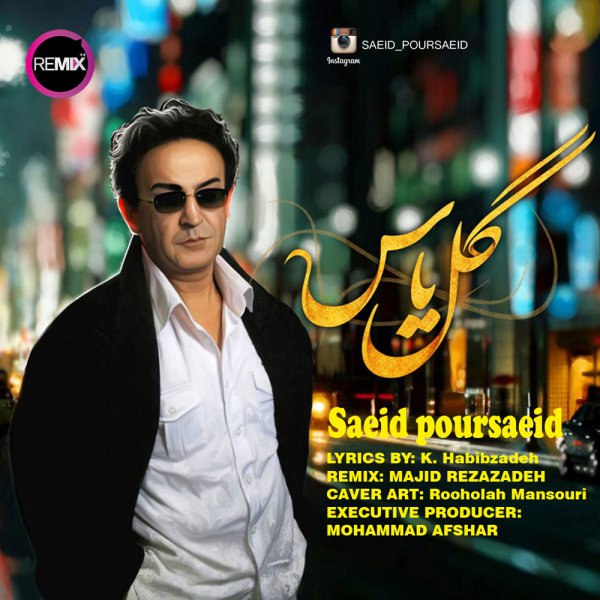 REMIX
SAEID_POURSAEID
Instagram
گل یاس
Saeid poursaeid
LYRICS BY: K. Habibzadeh
REMIX: MAJID REZAZADEH
CAVER ART: Rooholah Mansouri
EXECUTIVE PRODUCER:
MOHAMMAD AFSHAR